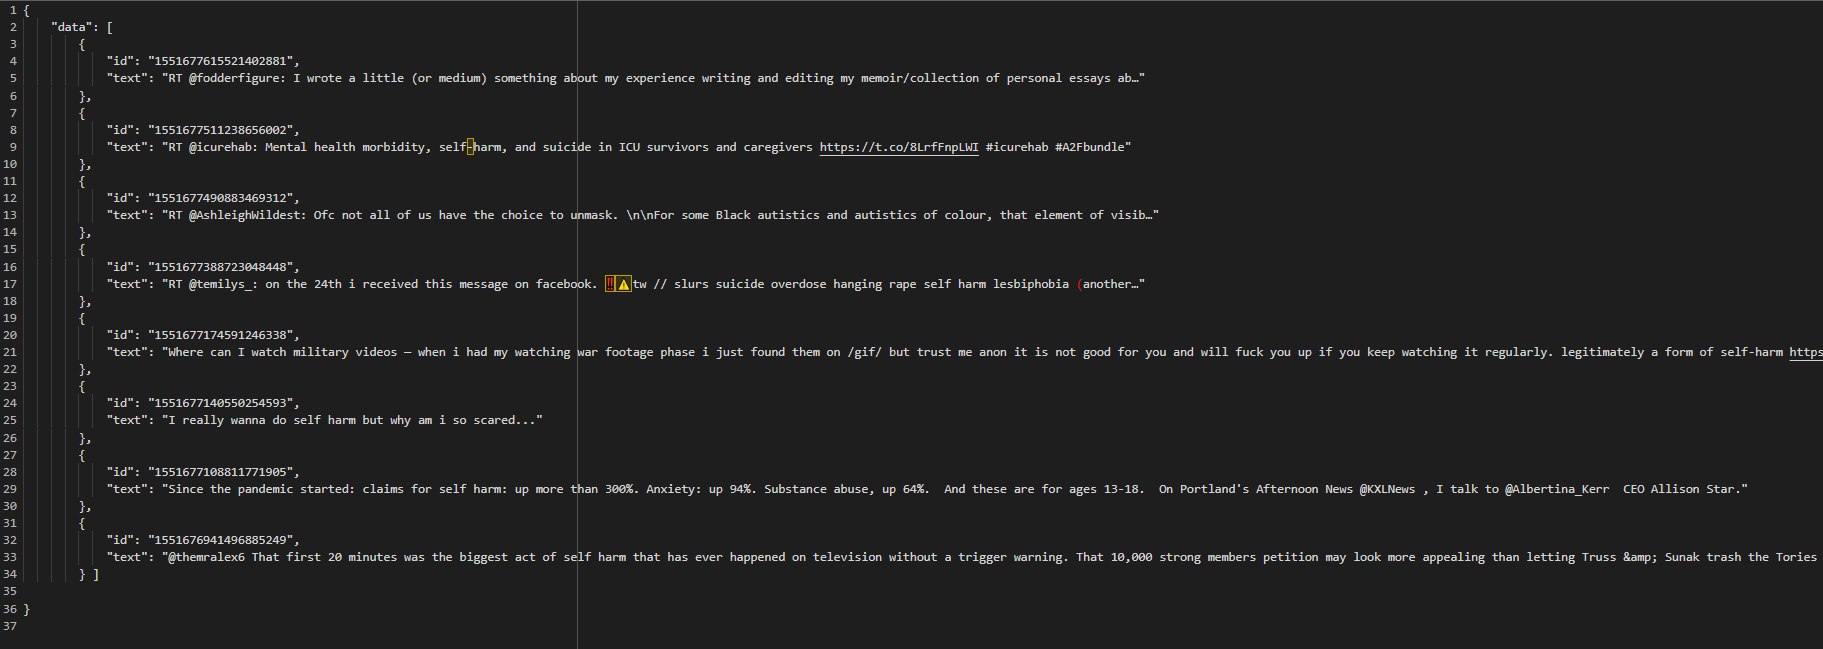 1 {
2 "data": [
3 {
4 "id": "1551677615521402881",
5 "text": "RT @fodderfigure: I wrote a little (or medium) something about my experience writing and editing my memoir/collection of personal essays ab…"
6 },
7 {
8 "id": "1551677511238656002",
9 "text": "RT @icurehab: Mental health morbidity, self-harm, and suicide in ICU survivors and caregivers https://t.co/8LrfFnpLWI #icurehab #A2Fbundle"
10 },
11 {
12 "id": "1551677490883469312",
13 "text": "RT @AshleighWildest: Ofc not all of us have the choice to unmask. \n\nFor some Black autistics and autistics of colour, that element of visib…"
14 },
15 {
16 "id": "1551677388723048448",
17 "text": "RT @temilys_: on the 24th i received this message on facebook. ‼️⚠️tw // slurs suicide overdose hanging rape self harm lesbiphobia (another…"
18 },
19 {
20 "id": "1551677174591246338",
21 "text": "Where can I watch military videos — when i had my watching war footage phase i just found them on /gif/ but trust me anon it is not good for you and will fuck you up if you keep watching it regularly. legitimately a form of self-harm https
22 },
23 {
24 "id": "1551677140550254593",
25 "text": "I really wanna do self harm but why am i so scared..."
26 },
27 {
28 "id": "1551677108811771905",
29 "text": "Since the pandemic started: claims for self harm: up more than 300%. Anxiety: up 94%. Substance abuse, up 64%.  And these are for ages 13-18.  On Portland's Afternoon News @KXLNews , I talk to @Albertina_Kerr  CEO Allison Star."
30 },
31 {
32 "id": "1551676941496885249",
33 "text": "@themralex6 That first 20 minutes was the biggest act of self harm that has ever happened on television without a trigger warning. That 10,000 strong members petition may look more appealing than letting Truss &amp; Sunak trash the Tories
34 } ]
35
36 }
37